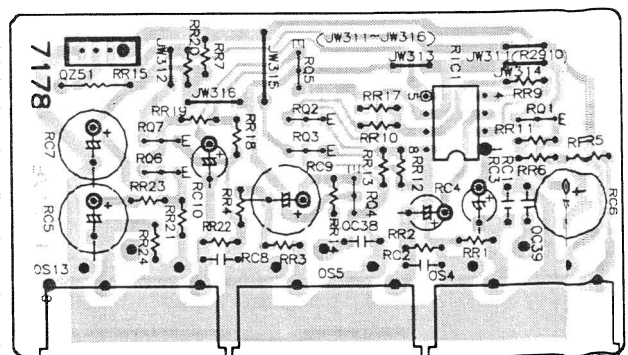 7178
QZ51
RR15
JW312
RR20
RR7
JW316
JW315
RQ5
E
(JW311~JW316)
JW313
RIC1
JW311(R291)
JW314
RR9
RR17
RQ1
E
RR19
RQ7
E
RR18
RQ2
E
RQ3
E
RR10
RR11
RR5
RC7
RQ6
E
RC10
RC9
RR13
RR12
RC4
RC3
RC1
RR6
RC6
RR23
RR4
RC5
RR21
RR22
RR24
RC8
RR3
OC38
RR2
RC2
RR1
OC39
OS13
OS5
OS4